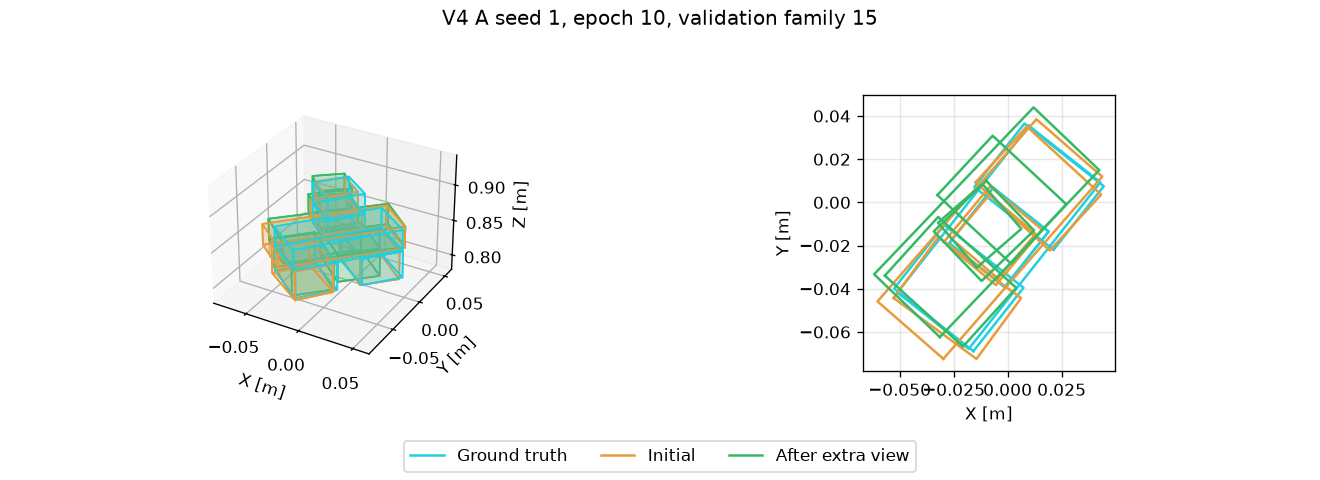 V4 A seed 1, epoch 10, validation family 15
0.90
0.85
0.80
Z [m]
0.05
0.00
−0.05
Y [m]
−0.05
0.00
0.05
X [m]
0.04
0.02
0.00
−0.02
−0.04
−0.06
Y [m]
−0.050 −0.025 0.000 0.025
X [m]
Ground truth Initial After extra view